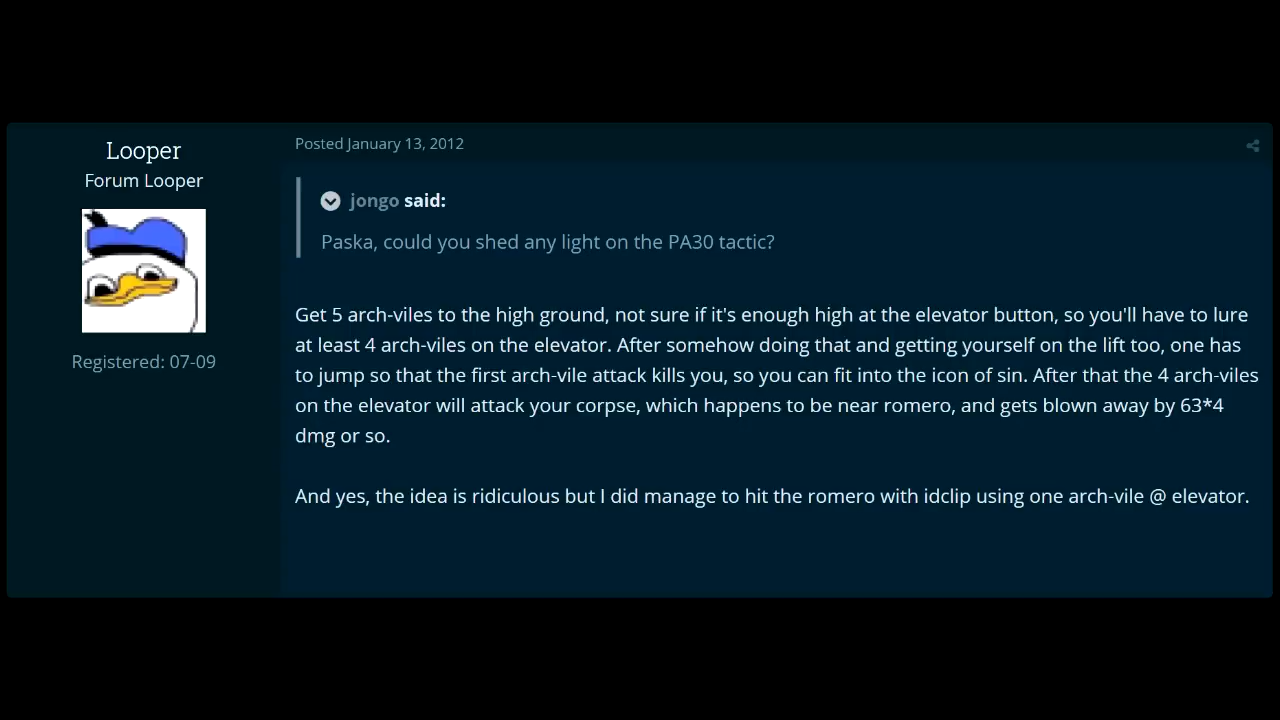 Looper
Forum Looper
Registered: 07-09
Posted January 13, 2012
jongo said:
Paska, could you shed any light on the PA30 tactic?
Get 5 arch-viles to the high ground, not sure if it's enough high at the elevator button, so you'll have to lure
at least 4 arch-viles on the elevator. After somehow doing that and getting yourself on the lift too, one has
to jump so that the first arch-vile attack kills you, so you can fit into the icon of sin. After that the 4 arch-viles
on the elevator will attack your corpse, which happens to be near romero, and gets blown away by 63*4
dmg or so.
And yes, the idea is ridiculous but I did manage to hit the romero with idclip using one arch-vile @ elevator.